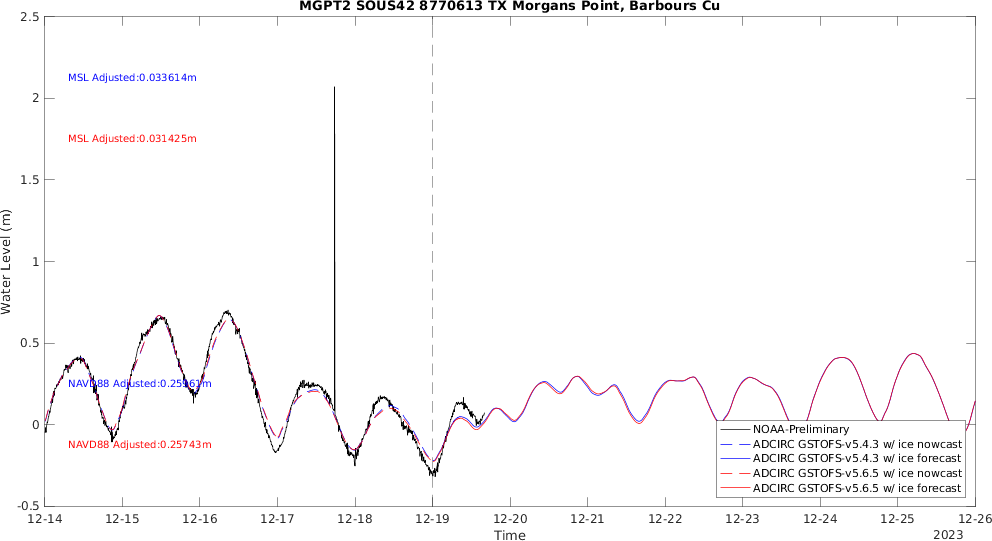 MGPT2 SOUS42 8770613 TX Morgans Point, Barbours Cu
2.5
MSL Adjusted:0.033614m
2
MSL Adjusted:0.031425m
1.5
Water Level (m)
1
0.5
NAVD88 Adjusted:0.25961m
0
NAVD88 Adjusted:0.25743m
NOAA-Preliminary
ADCIRC GSTOFS-v5.4.3 w/ ice nowcast
ADCIRC GSTOFS-v5.4.3 w/ ice forecast
ADCIRC GSTOFS-v5.6.5 w/ ice nowcast
ADCIRC GSTOFS-v5.6.5 w/ ice forecast
-0.5
12-14 12-15 12-16 12-17 12-18 12-19 12-20 12-21 12-22 12-23 12-24 12-25 12-26
Time
2023